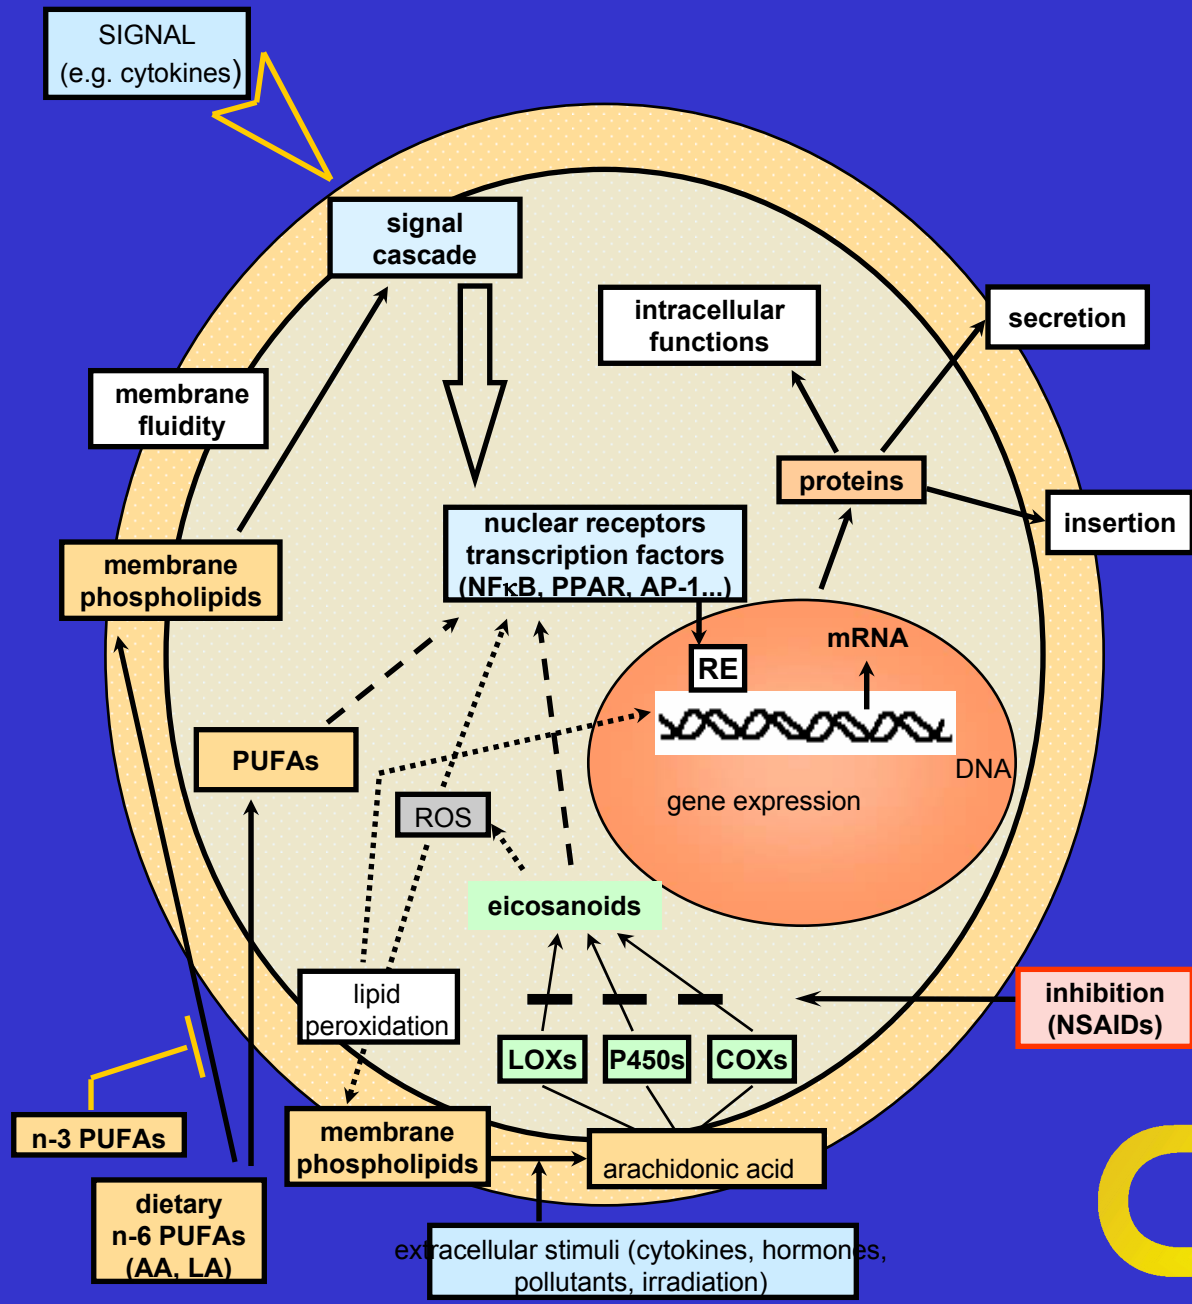 SIGNAL
(e.g. cytokines)
signal
cascade
intracellular
functions
secretion
membrane
fluidity
proteins
insertion
nuclear receptors
transcription factors
(NFκB, PPAR, AP-1...)
membrane
phospholipids
mRNA
RE
PUFAs
DNA
gene expression
ROS
eicosanoids
lipid
peroxidation
inhibition
(NSAIDs)
LOXs
P450s
COXs
n-3 PUFAs
membrane
phospholipids
arachidonic acid
dietary
n-6 PUFAs
(AA, LA)
extracellular stimuli (cytokines, hormones,
pollutants, irradiation)